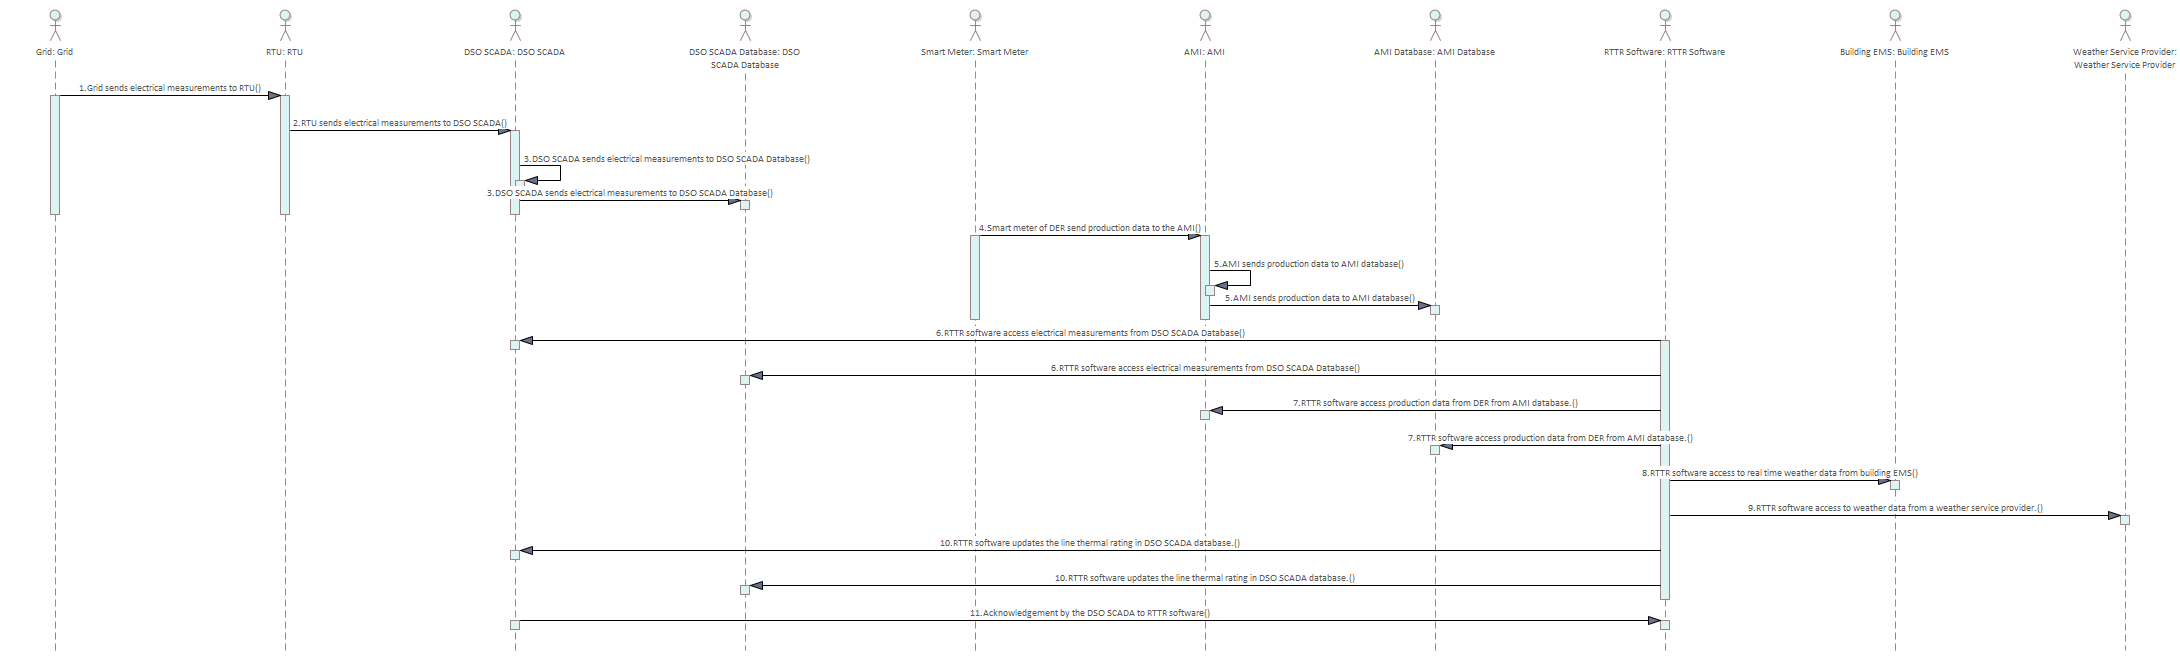 Grid: Grid
RTU: RTU
DSO SCADA: DSO SCADA
DSO SCADA Database: DSO
SCADA Database
Smart Meter: Smart Meter
AMI: AMI
AMI Database: AMI Database
RTTR Software: RTTR Software
Building EMS: Building EMS
Weather Service Provider:
Weather Service Provider
1.Grid sends electrical measurements to RTU()
2.RTU sends electrical measurements to DSO SCADA()
3.DSO SCADA sends electrical measurements to DSO SCADA Database()
3.DSO SCADA sends electrical measurements to DSO SCADA Database()
4.Smart meter of DER send production data to the AMI()
5.AMI sends production data to AMI database()
5.AMI sends production data to AMI database()
6.RTTR software access electrical measurements from DSO SCADA Database()
6.RTTR software access electrical measurements from DSO SCADA Database()
7.RTTR software access production data from DER from AMI database.()
7.RTTR software access production data from DER from AMI database.()
8.RTTR software access to real time weather data from building EMS()
9.RTTR software access to weather data from a weather service provider.()
10.RTTR software updates the line thermal rating in DSO SCADA database.()
10.RTTR software updates the line thermal rating in DSO SCADA database.()
11.Acknowledgement by the DSO SCADA to RTTR software()